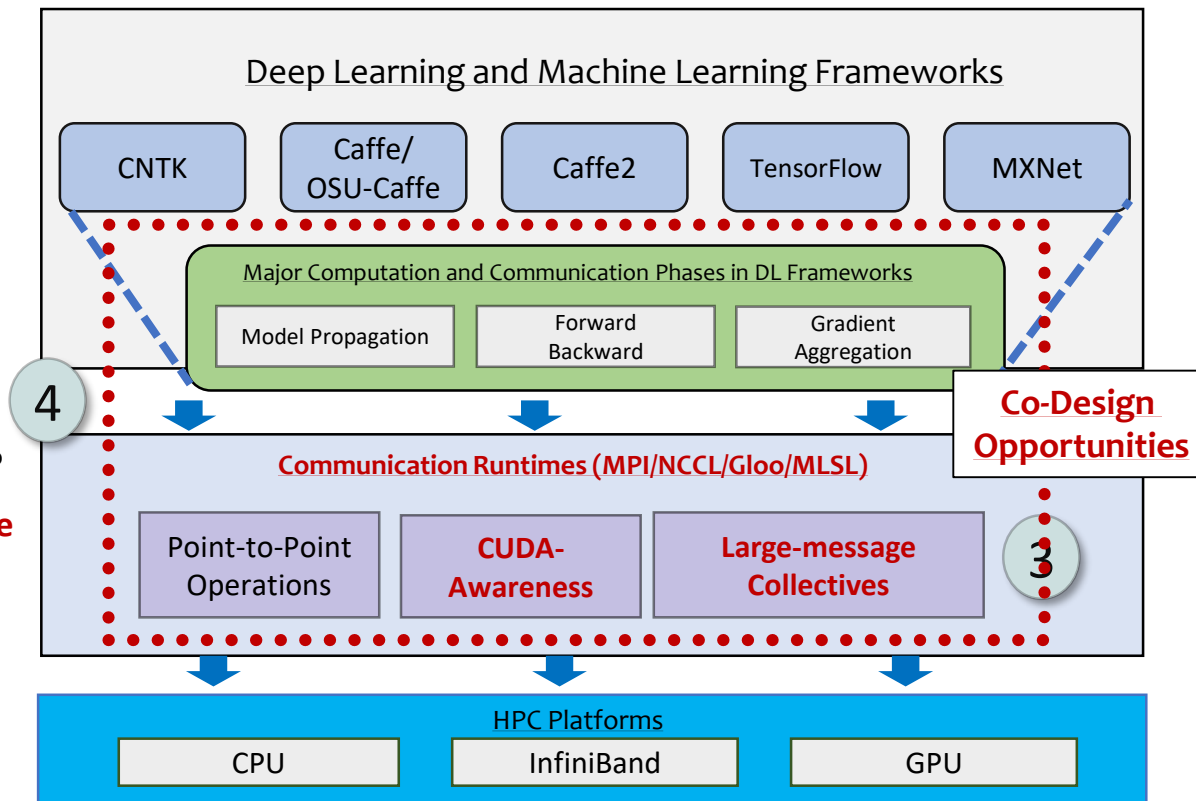 Deep Learning and Machine Learning Frameworks
CNTK
Caffe/
OSU-Caffe
Caffe2
TensorFlow
MXNet
Major Computation and Communication Phases in DL Frameworks
Model Propagation
Forward
Backward
Gradient
Aggregation
4
Co-Design
Opportunities
Communication Runtimes (MPI/NCCL/Gloo/MLSL)
Point-to-Point
Operations
CUDA-
Awareness
Large-message
Collectives
3
HPC Platforms
CPU
InfiniBand
GPU